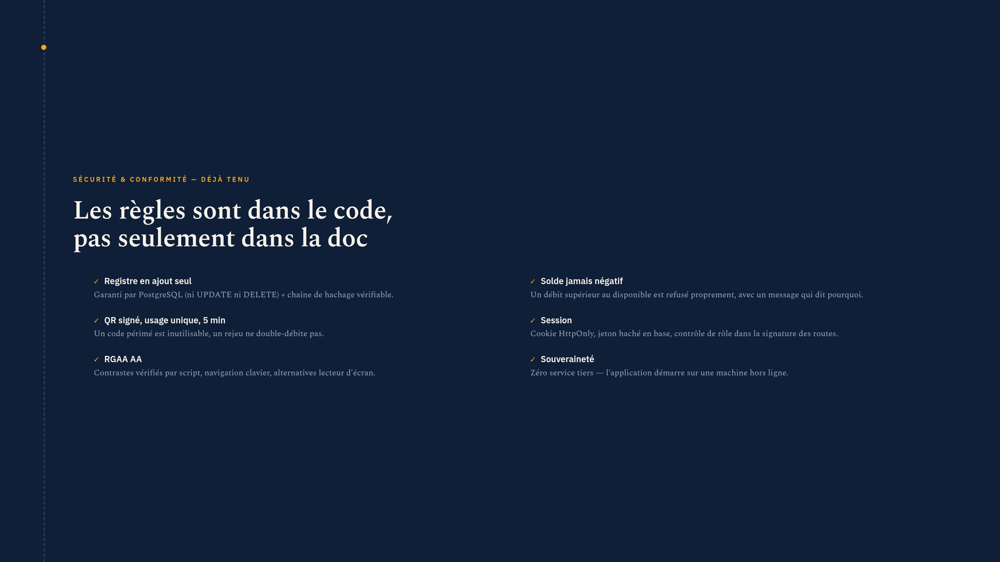 SÉCURITÉ & CONFORMITÉ — DÉJÀ TENU
Les règles sont dans le code,
pas seulement dans la doc
✓ Registre en ajout seul
Garanti par PostgreSQL (ni UPDATE ni DELETE) + chaîne de hachage vérifiable.
✓ QR signé, usage unique, 5 min
Un code périmé est inutilisable, un rejeu ne double-débite pas.
✓ RGAA AA
Contrastes vérifiés par script, navigation clavier, alternatives lecteur d'écran.
✓ Solde jamais négatif
Un débit supérieur au disponible est refusé proprement, avec un message qui dit pourquoi.
✓ Session
Cookie HttpOnly, jeton haché en base, contrôle de rôle dans la signature des routes.
✓ Souveraineté
Zéro service tiers — l'application démarre sur une machine hors ligne.